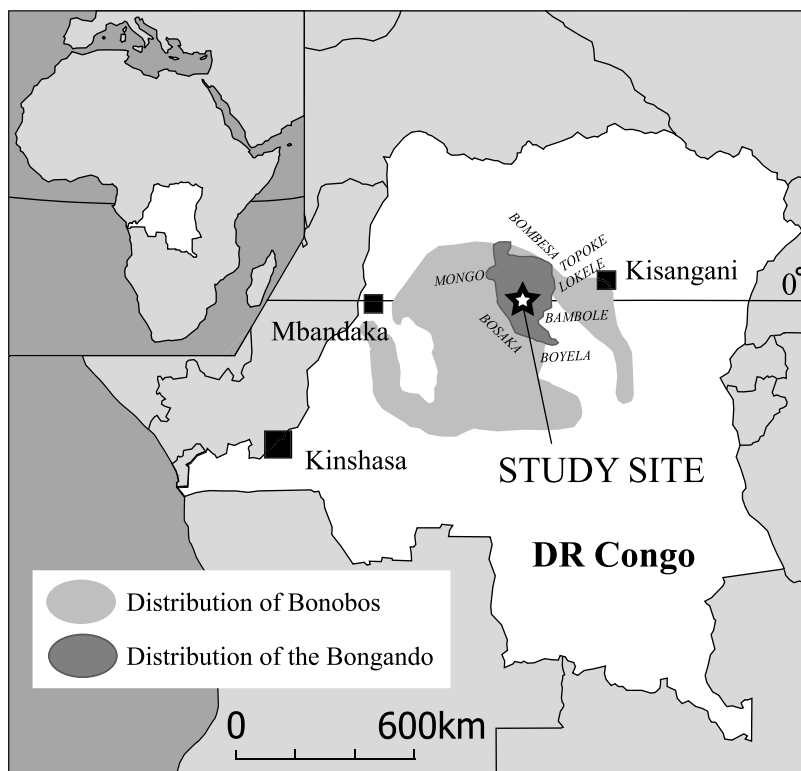 BOMBESA
TOPOKE
LOKELE
MONGO
Kisangani
0°
Mbandaka
BAMBOLE
BOSAKA
BOYELA
Kinshasa
STUDY SITE
DR Congo
Distribution of Bonobos
Distribution of the Bongando
0 600km